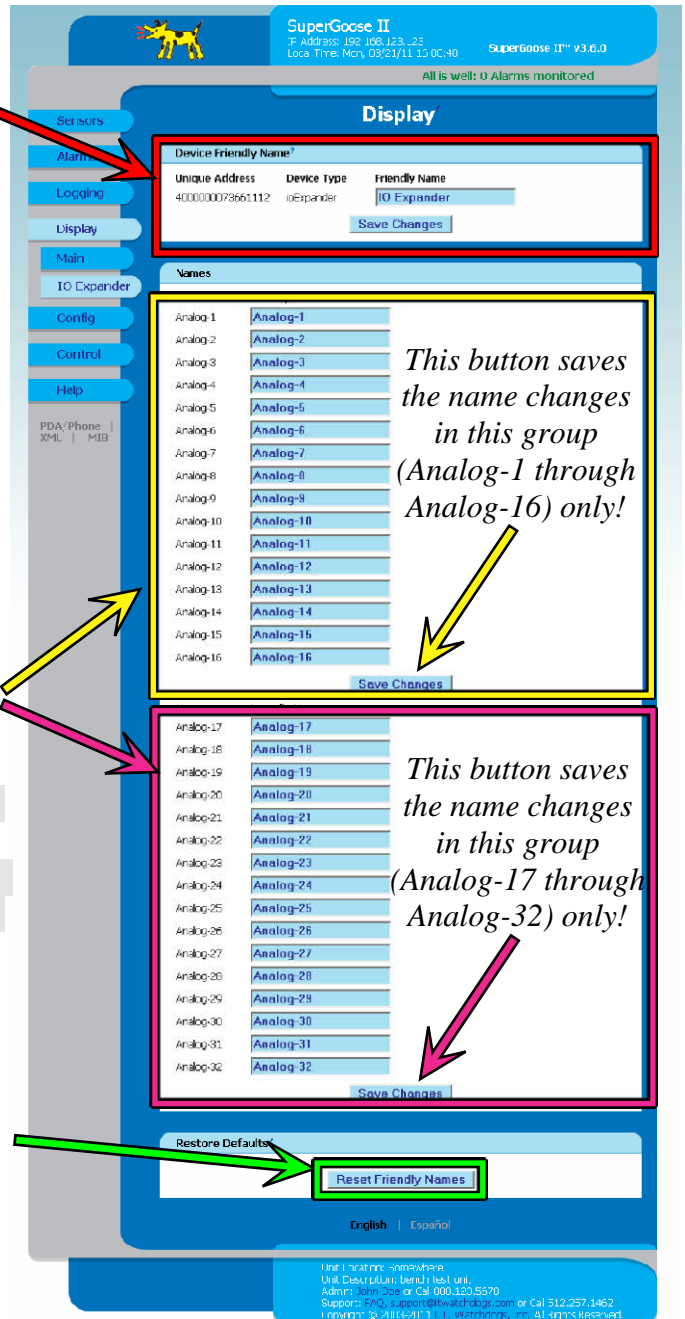 SuperGoose II
IP Address: 192.168.123.123
Local Time: Mon, 03/21/11 15:00:40
SuperGoose II™ v3.6.0
All is well: 0 Alarms monitored
Display
Sensors
Alarms
Logging
Display
Main
IO Expander
Config
Control
Help
PDA/Phone |
XML | MIB
Device Friendly Name?
Unique Address Device Type Friendly Name
4000000073661112 ioExpander IO Expander
Save Changes
Names
Analog-1 Analog-1
Analog-2 Analog-2
Analog-3 Analog-3
Analog-4 Analog-4
Analog-5 Analog-5
Analog-6 Analog-6
Analog-7 Analog-7
Analog-8 Analog-8
Analog-9 Analog-9
Analog-10 Analog-10
Analog-11 Analog-11
Analog-12 Analog-12
Analog-13 Analog-13
Analog-14 Analog-14
Analog-15 Analog-15
Analog-16 Analog-16
This button saves
the name changes
in this group
(Analog-1 through
Analog-16) only!
Save Changes
Analog-17 Analog-17
Analog-18 Analog-18
Analog-19 Analog-19
Analog-20 Analog-20
Analog-21 Analog-21
Analog-22 Analog-22
Analog-23 Analog-23
Analog-24 Analog-24
Analog-25 Analog-25
Analog-26 Analog-26
Analog-27 Analog-27
Analog-28 Analog-28
Analog-29 Analog-29
Analog-30 Analog-30
Analog-31 Analog-31
Analog-32 Analog-32
This button saves
the name changes
in this group
(Analog-17 through
Analog-32) only!
Save Changes
Restore Defaults
Reset Friendly Names
English | Español
Unit Location: Somewhere
Unit Description: bench test unit
Admin: John Doe or Cal 000.123.5678
Support: FAQ, support@itwatchdogs.com or Cal 512.257.1462
Copyright © 2003-2011 I.T. Watchdogs, Inc. All Rights Reserved.